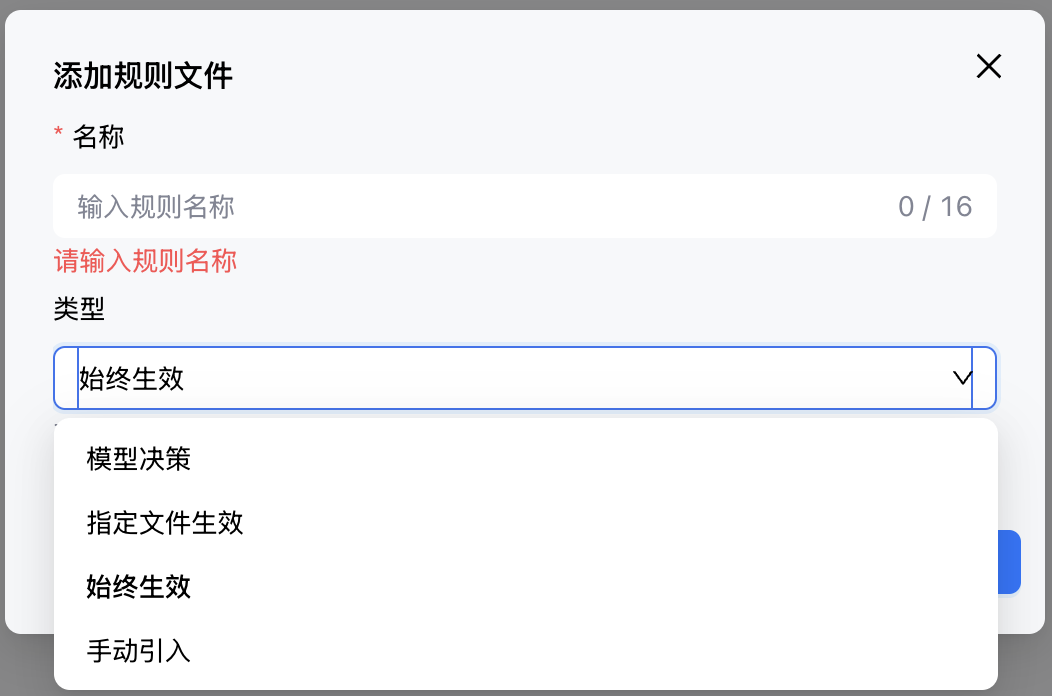 添加规则文件
* 名称
输入规则名称 0 / 16
请输入规则名称
类型
始终生效
模型决策
指定文件生效
始终生效
手动引入